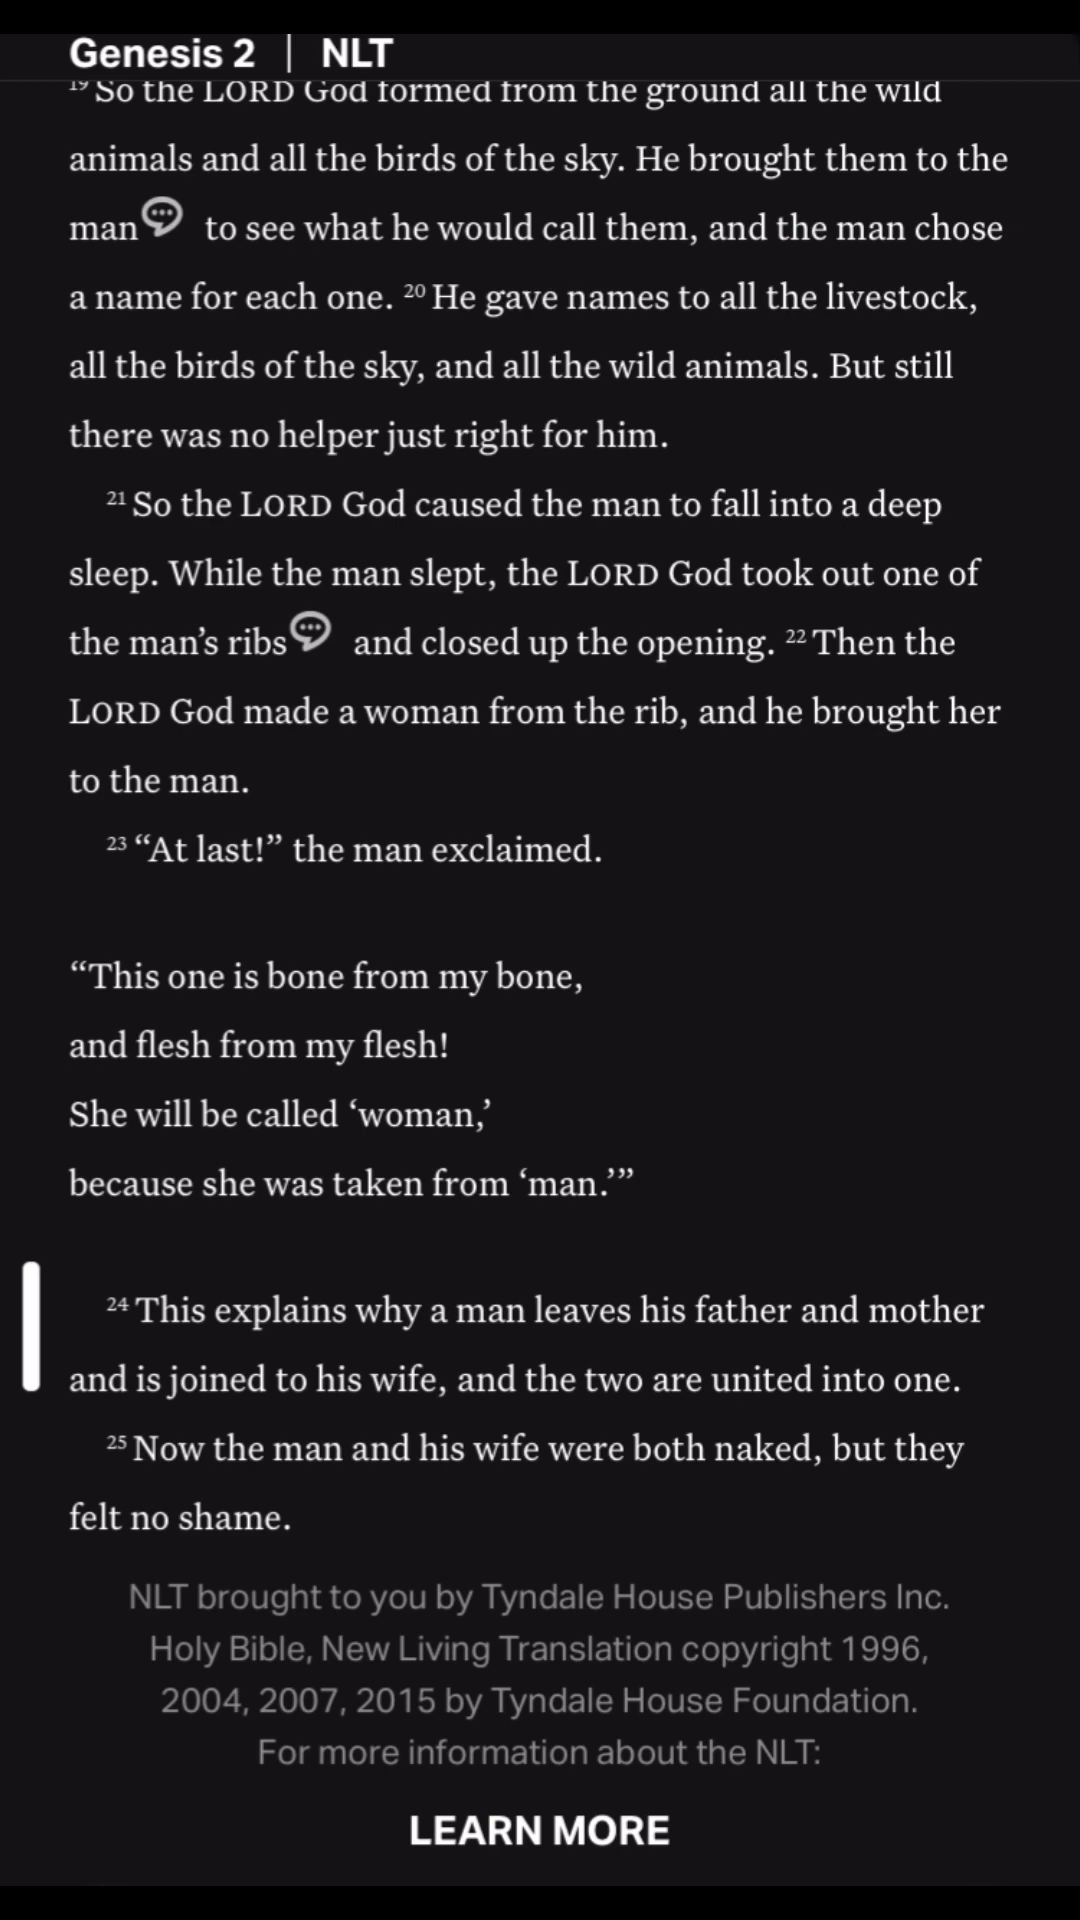 Genesis 2 | NLT
19 So the LORD God formed from the ground all the wild
animals and all the birds of the sky. He brought them to the
man to see what he would call them, and the man chose
a name for each one. 20 He gave names to all the livestock,
all the birds of the sky, and all the wild animals. But still
there was no helper just right for him.
21 So the LORD God caused the man to fall into a deep
sleep. While the man slept, the LORD God took out one of
the man’s ribs and closed up the opening. 22 Then the
LORD God made a woman from the rib, and he brought her
to the man.
23 “At last!” the man exclaimed.
“This one is bone from my bone,
and flesh from my flesh!
She will be called ‘woman,’
because she was taken from ‘man.’”
24 This explains why a man leaves his father and mother
and is joined to his wife, and the two are united into one.
25 Now the man and his wife were both naked, but they
felt no shame.
NLT brought to you by Tyndale House Publishers Inc.
Holy Bible, New Living Translation copyright 1996,
2004, 2007, 2015 by Tyndale House Foundation.
For more information about the NLT:
LEARN MORE